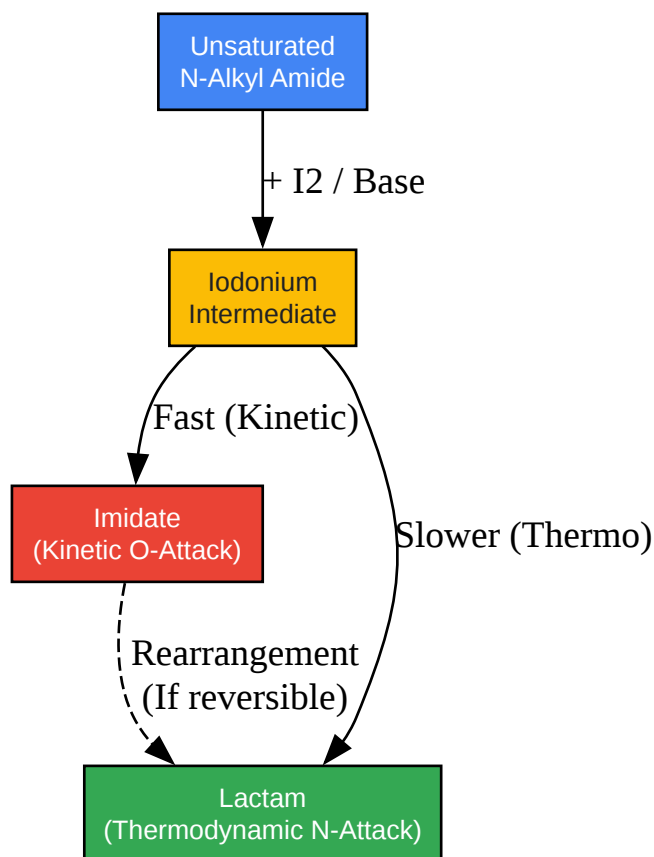 Unsaturated
N-Alkyl Amide
+ I2 / Base
Iodonium
Intermediate
Fast (Kinetic)
Imidate
(Kinetic O-Attack)
Slower (Thermo)
Rearrangement
(If reversible)
Lactam
(Thermodynamic N-Attack)